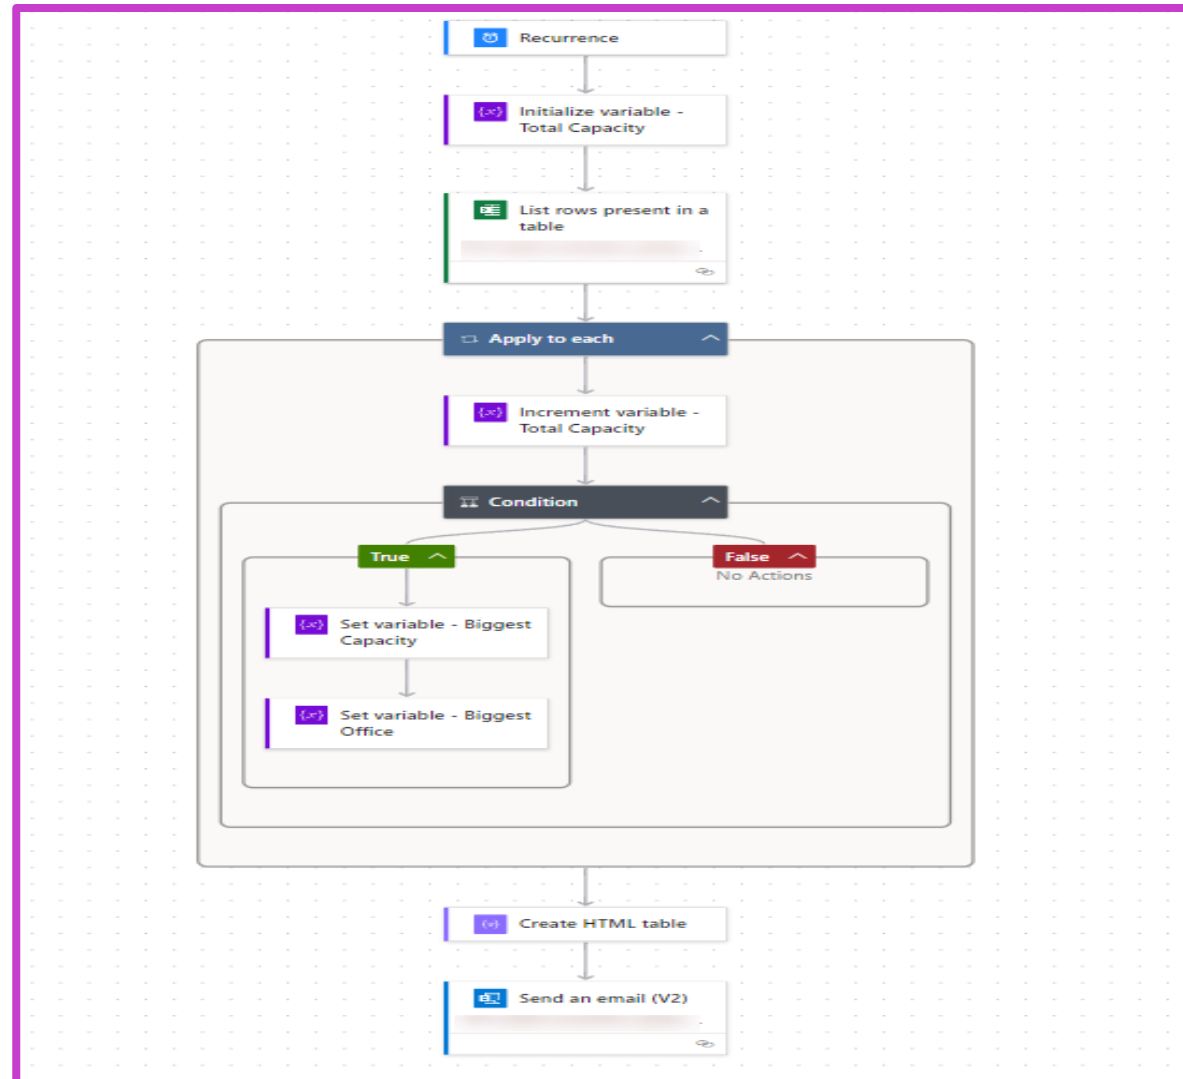 Recurrence
Initialize variable -
Total Capacity
List rows present in a
table
Apply to each
Increment variable -
Total Capacity
Condition
True
False
No Actions
Set variable - Biggest
Capacity
Set variable - Biggest
Office
Create HTML table
Send an email (V2)